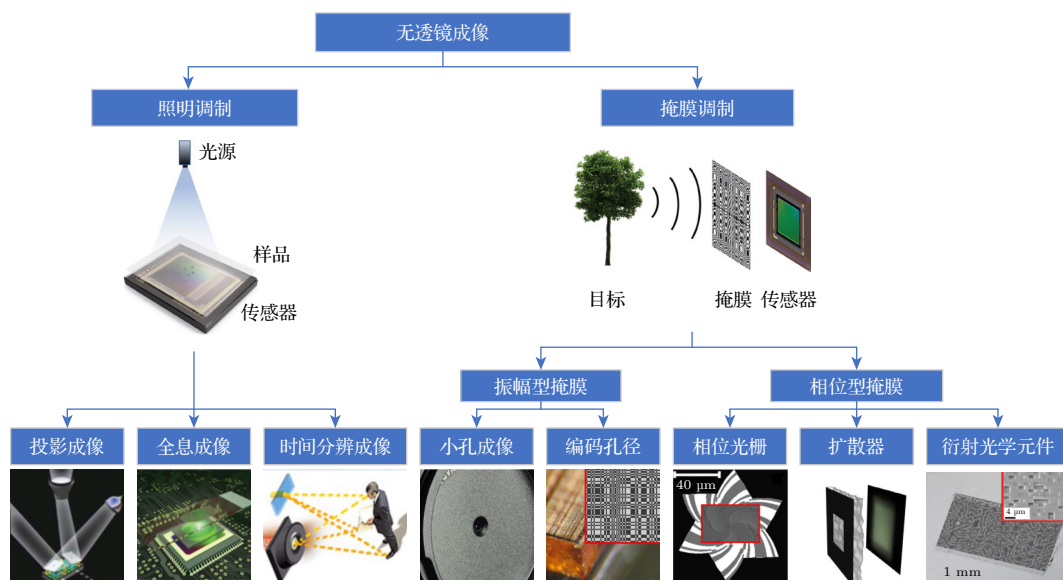 无透镜成像
照明调制
掩膜调制
光源
样品
传感器
目标
掩膜
传感器
振幅型掩膜
相位型掩膜
投影成像
全息成像
时间分辨成像
小孔成像
编码孔径
相位光栅
扩散器
衍射光学元件
40 μm
4 μm
1 mm